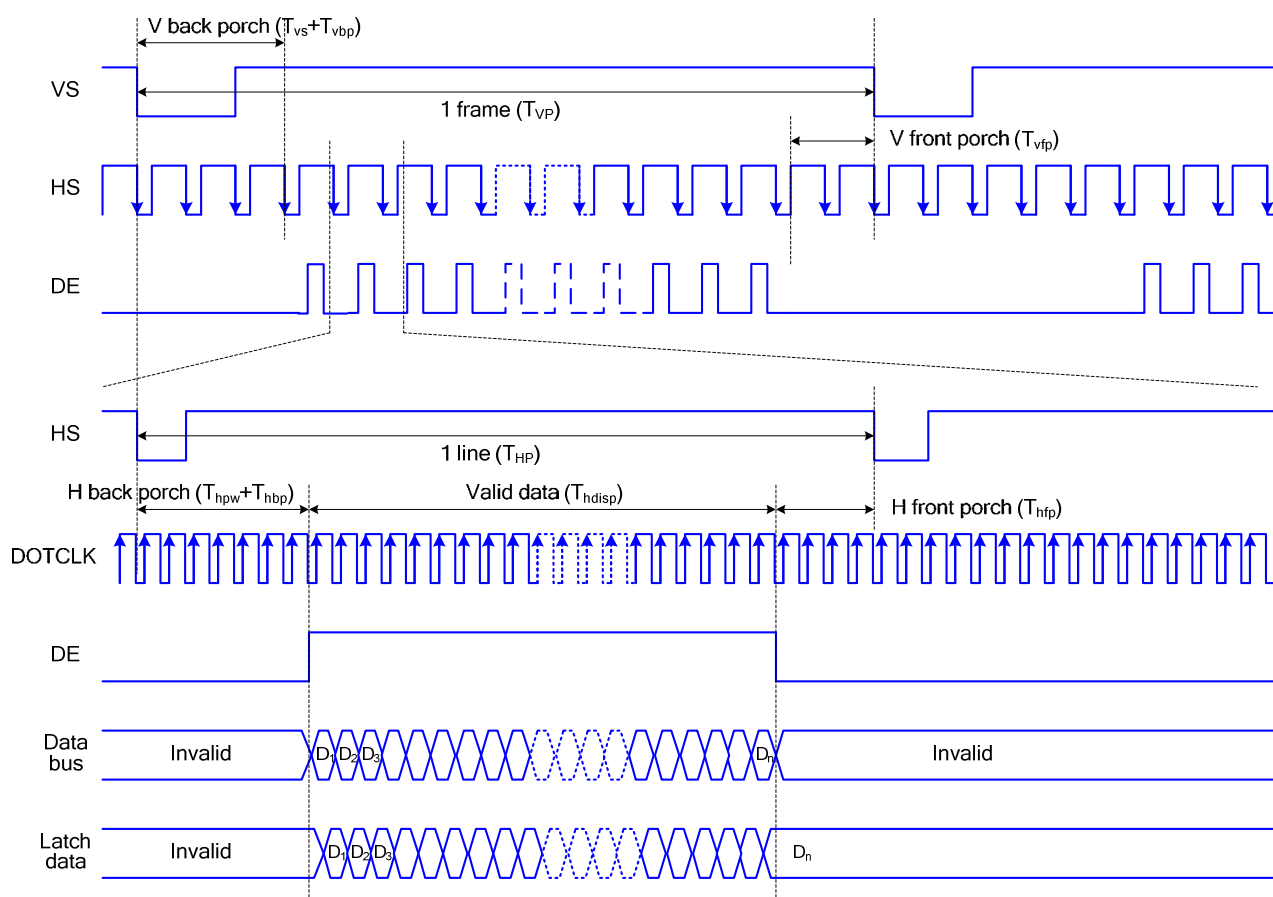 V back porch (Tvs+Tvbp)
VS
1 frame (TVP)
V front porch (Tvfp)
HS
DE
HS
1 line (THP)
H back porch (Thpw+Thbp)
Valid data (Thdisp)
H front porch (Thfp)
DOTCLK
DE
Data
bus
Invalid
D1
D2
D3
Dn
Invalid
Latch
data
Invalid
D1
D2
D3
Dn